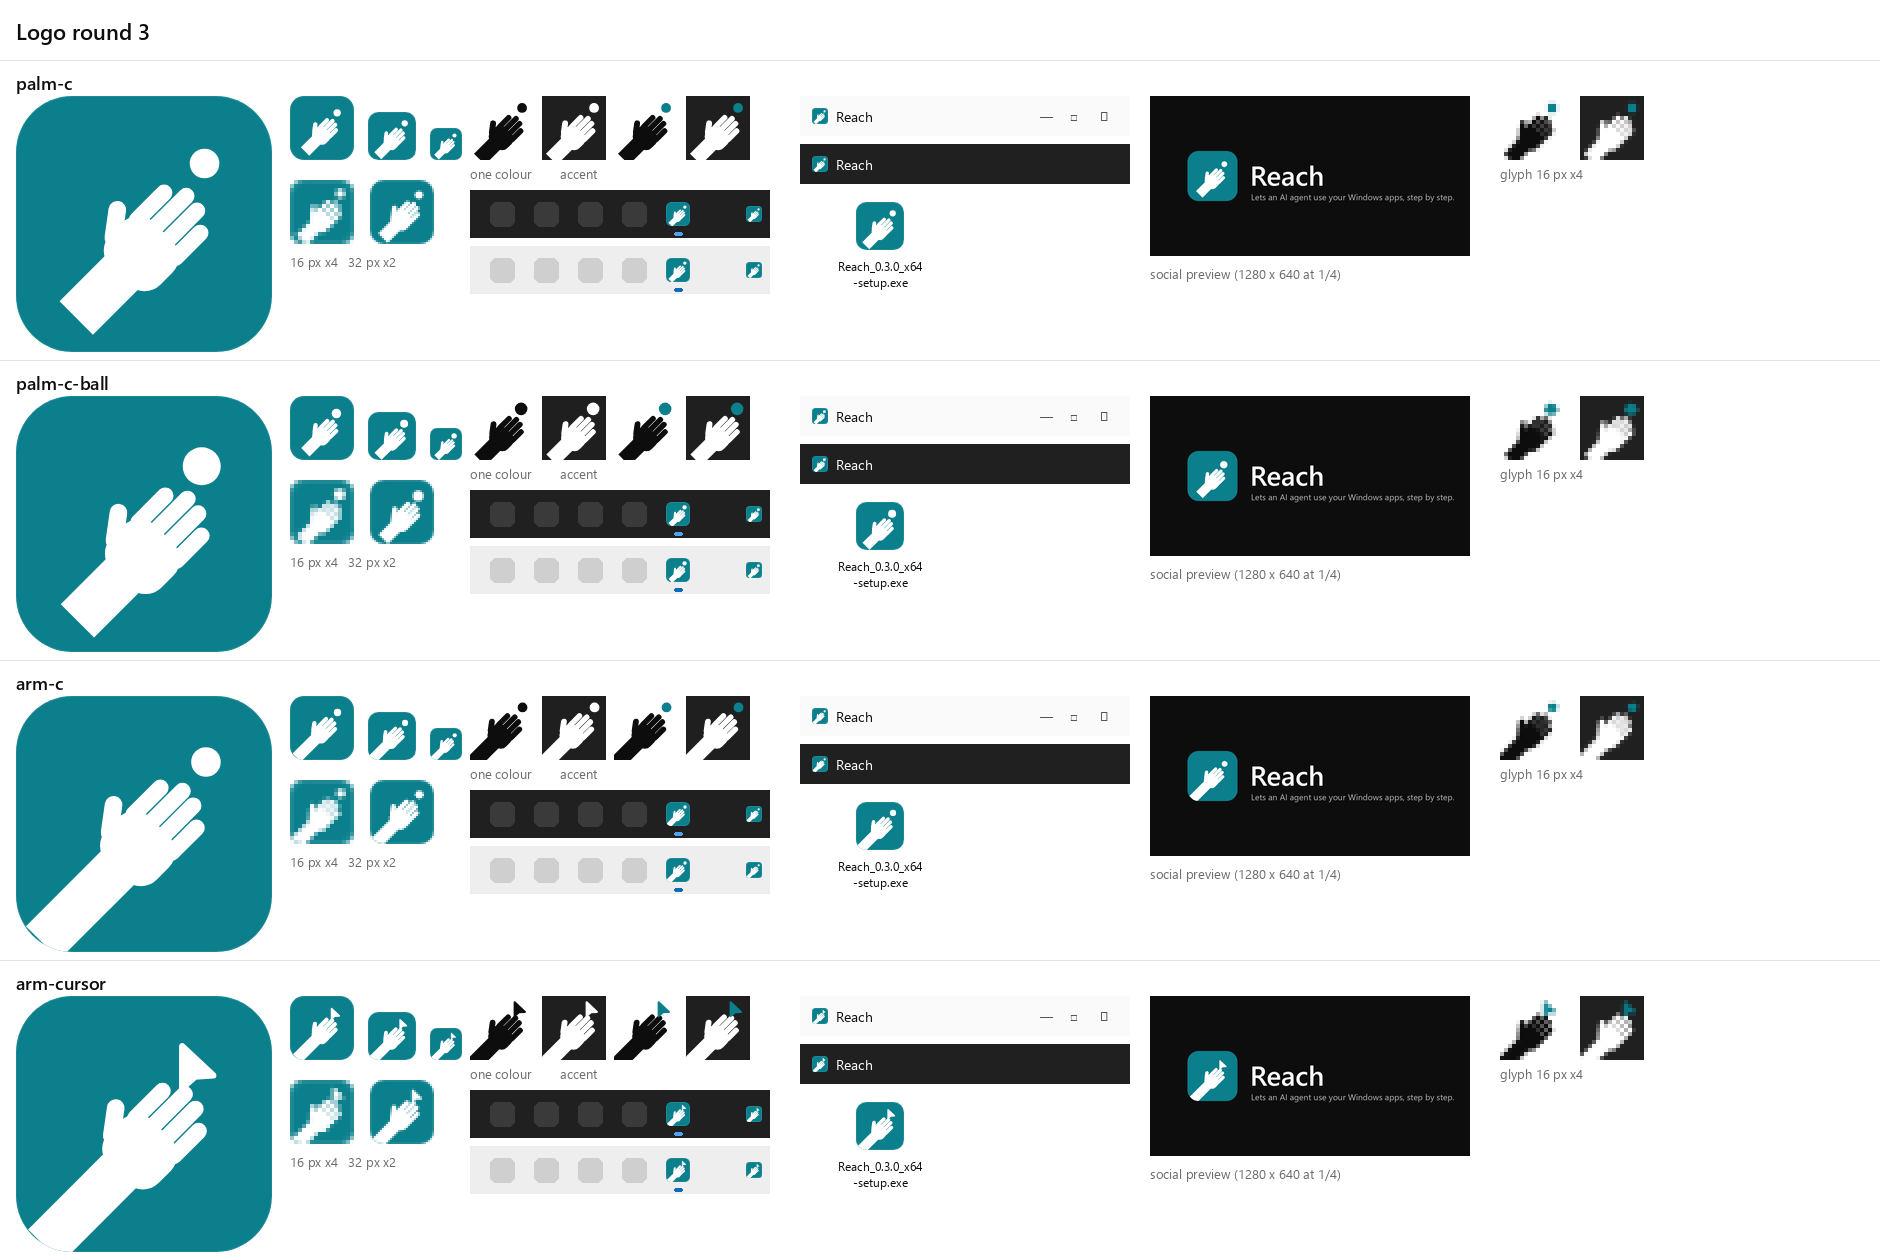 Logo round 3
palm-c
one colour
accent
16 px x4
32 px x2
Reach
Reach
Reach_0.3.0_x64
-setup.exe
Reach
Lets an AI agent use your Windows apps, step by step.
social preview (1280 x 640 at 1/4)
glyph 16 px x4
palm-c-ball
one colour
accent
16 px x4
32 px x2
Reach
Reach
Reach_0.3.0_x64
-setup.exe
Reach
Lets an AI agent use your Windows apps, step by step.
social preview (1280 x 640 at 1/4)
glyph 16 px x4
arm-c
one colour
accent
16 px x4
32 px x2
Reach
Reach
Reach_0.3.0_x64
-setup.exe
Reach
Lets an AI agent use your Windows apps, step by step.
social preview (1280 x 640 at 1/4)
glyph 16 px x4
arm-cursor
one colour
accent
16 px x4
32 px x2
Reach
Reach
Reach_0.3.0_x64
-setup.exe
Reach
Lets an AI agent use your Windows apps, step by step.
social preview (1280 x 640 at 1/4)
glyph 16 px x4